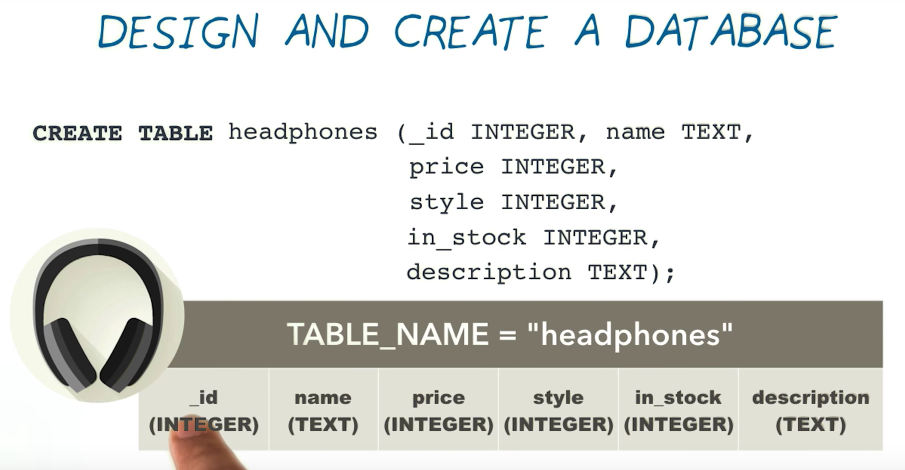 DESIGN AND CREATE A DATABASE
CREATE TABLE headphones (_id INTEGER, name TEXT,
price INTEGER,
style INTEGER,
in_stock INTEGER,
description TEXT);
TABLE_NAME = "headphones"
_id name price style in_stock description
(INTEGER) (TEXT) (INTEGER) (INTEGER) (INTEGER) (TEXT)